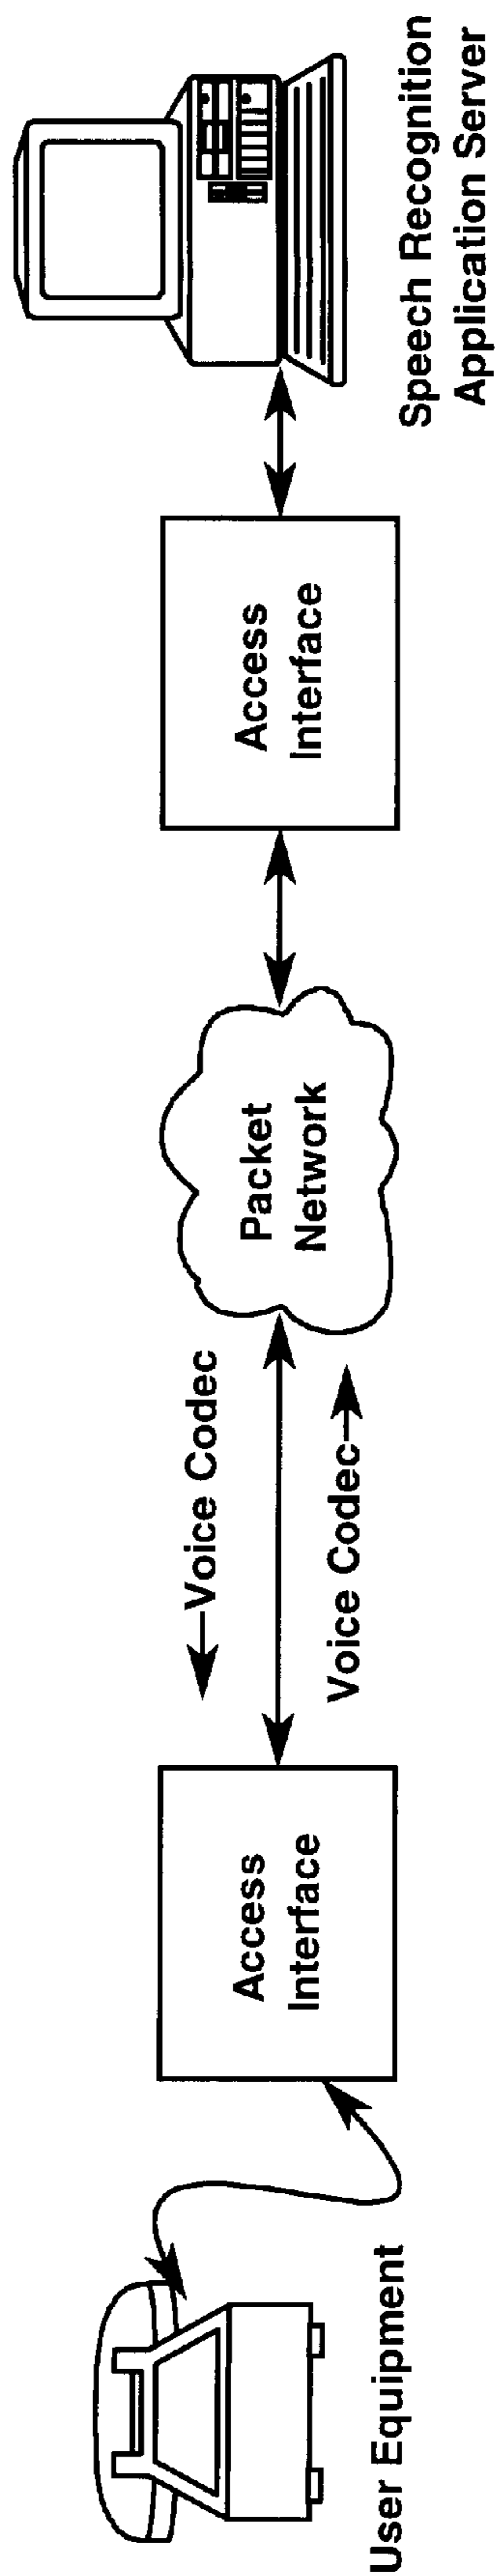 User Equipment
Access
Interface
Voice Codec
Voice Codec
Packet
Network
Access
Interface
Speech Recognition
Application Server